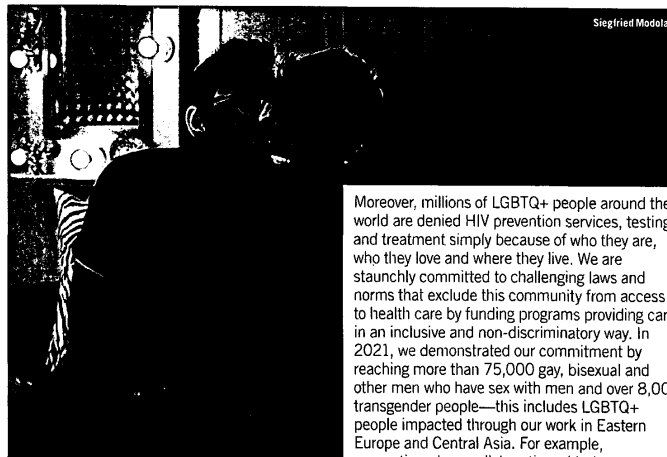 Siegfried Modola
Moreover, millions of LGBTQ+ people around the
world are denied HIV prevention services, testing
and treatment simply because of who they are,
who they love and where they live. We are
staunchly committed to challenging laws and
norms that exclude this community from access
to health care by funding programs providing
in an inclusive and non-discriminatory way. In
2021, we demonstrated our commitment by
reaching more than 75,000 gay, bisexual and
other men who have sex with men and over
transgender people—this includes LGBTQ+
people impacted through our work in Eastern
Europe and Central Asia. For example,